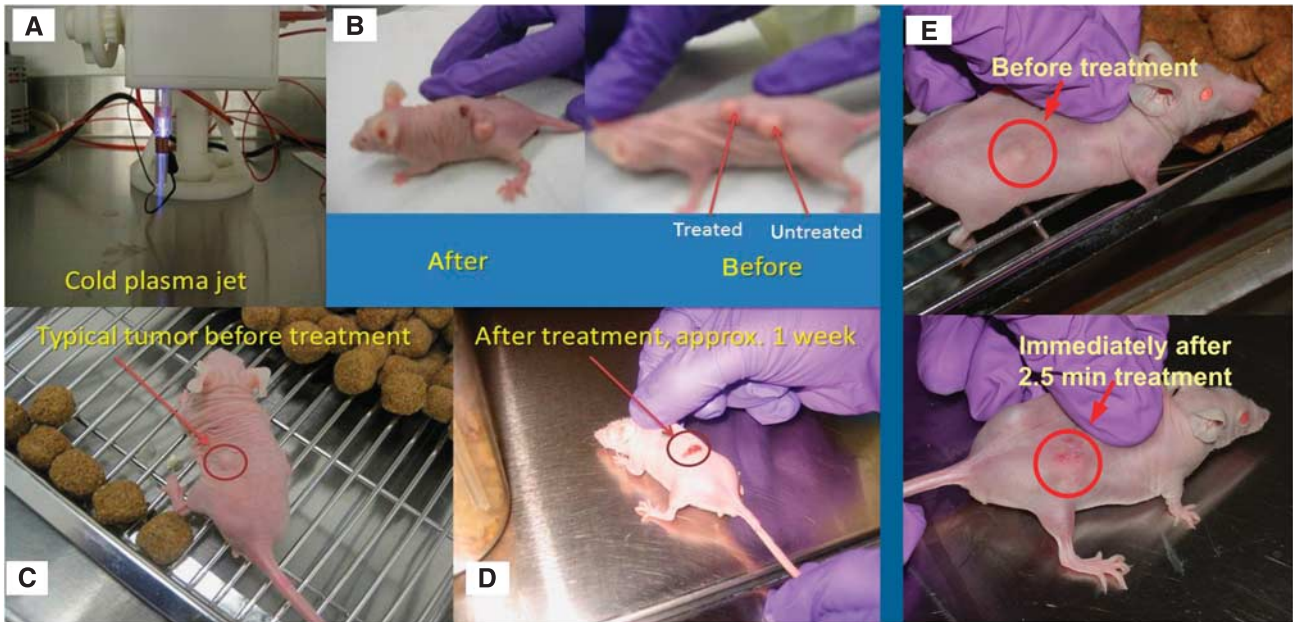 A
Cold plasma jet
B
Treated
Untreated
After
Before
C
Typical tumor before treatment
D
After treatment, approx. 1 week
E
Before treatment
Immediately after
2.5 min treatment